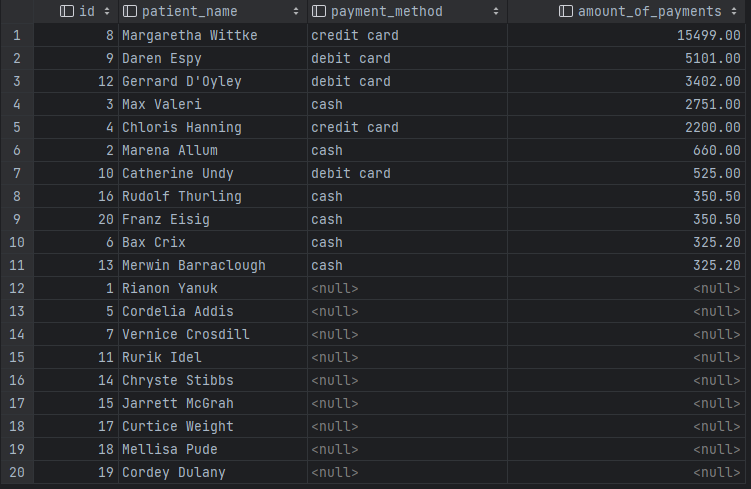 id patient_name payment_method amount_of_payments
1 8 Margaretha Wittke credit card 15499.00
2 9 Daren Espy debit card 5101.00
3 12 Gerrard D'Oyley debit card 3402.00
4 3 Max Valeri cash 2751.00
5 4 Chloris Hanning credit card 2200.00
6 2 Marena Allum cash 660.00
7 10 Catherine Undy debit card 525.00
8 16 Rudolf Thurling cash 350.50
9 20 Franz Eisig cash 350.50
10 6 Bax Crix cash 325.20
11 13 Merwin Barraclough cash 325.20
12 1 Rianon Yanuk <null> <null>
13 5 Cordelia Addis <null> <null>
14 7 Vernice Crosdill <null> <null>
15 11 Rurik Idel <null> <null>
16 14 Chryste Stibbs <null> <null>
17 15 Jarrett McGrah <null> <null>
18 17 Curtice Weight <null> <null>
19 18 Mellisa Pude <null> <null>
20 19 Cordey Dulany <null> <null>